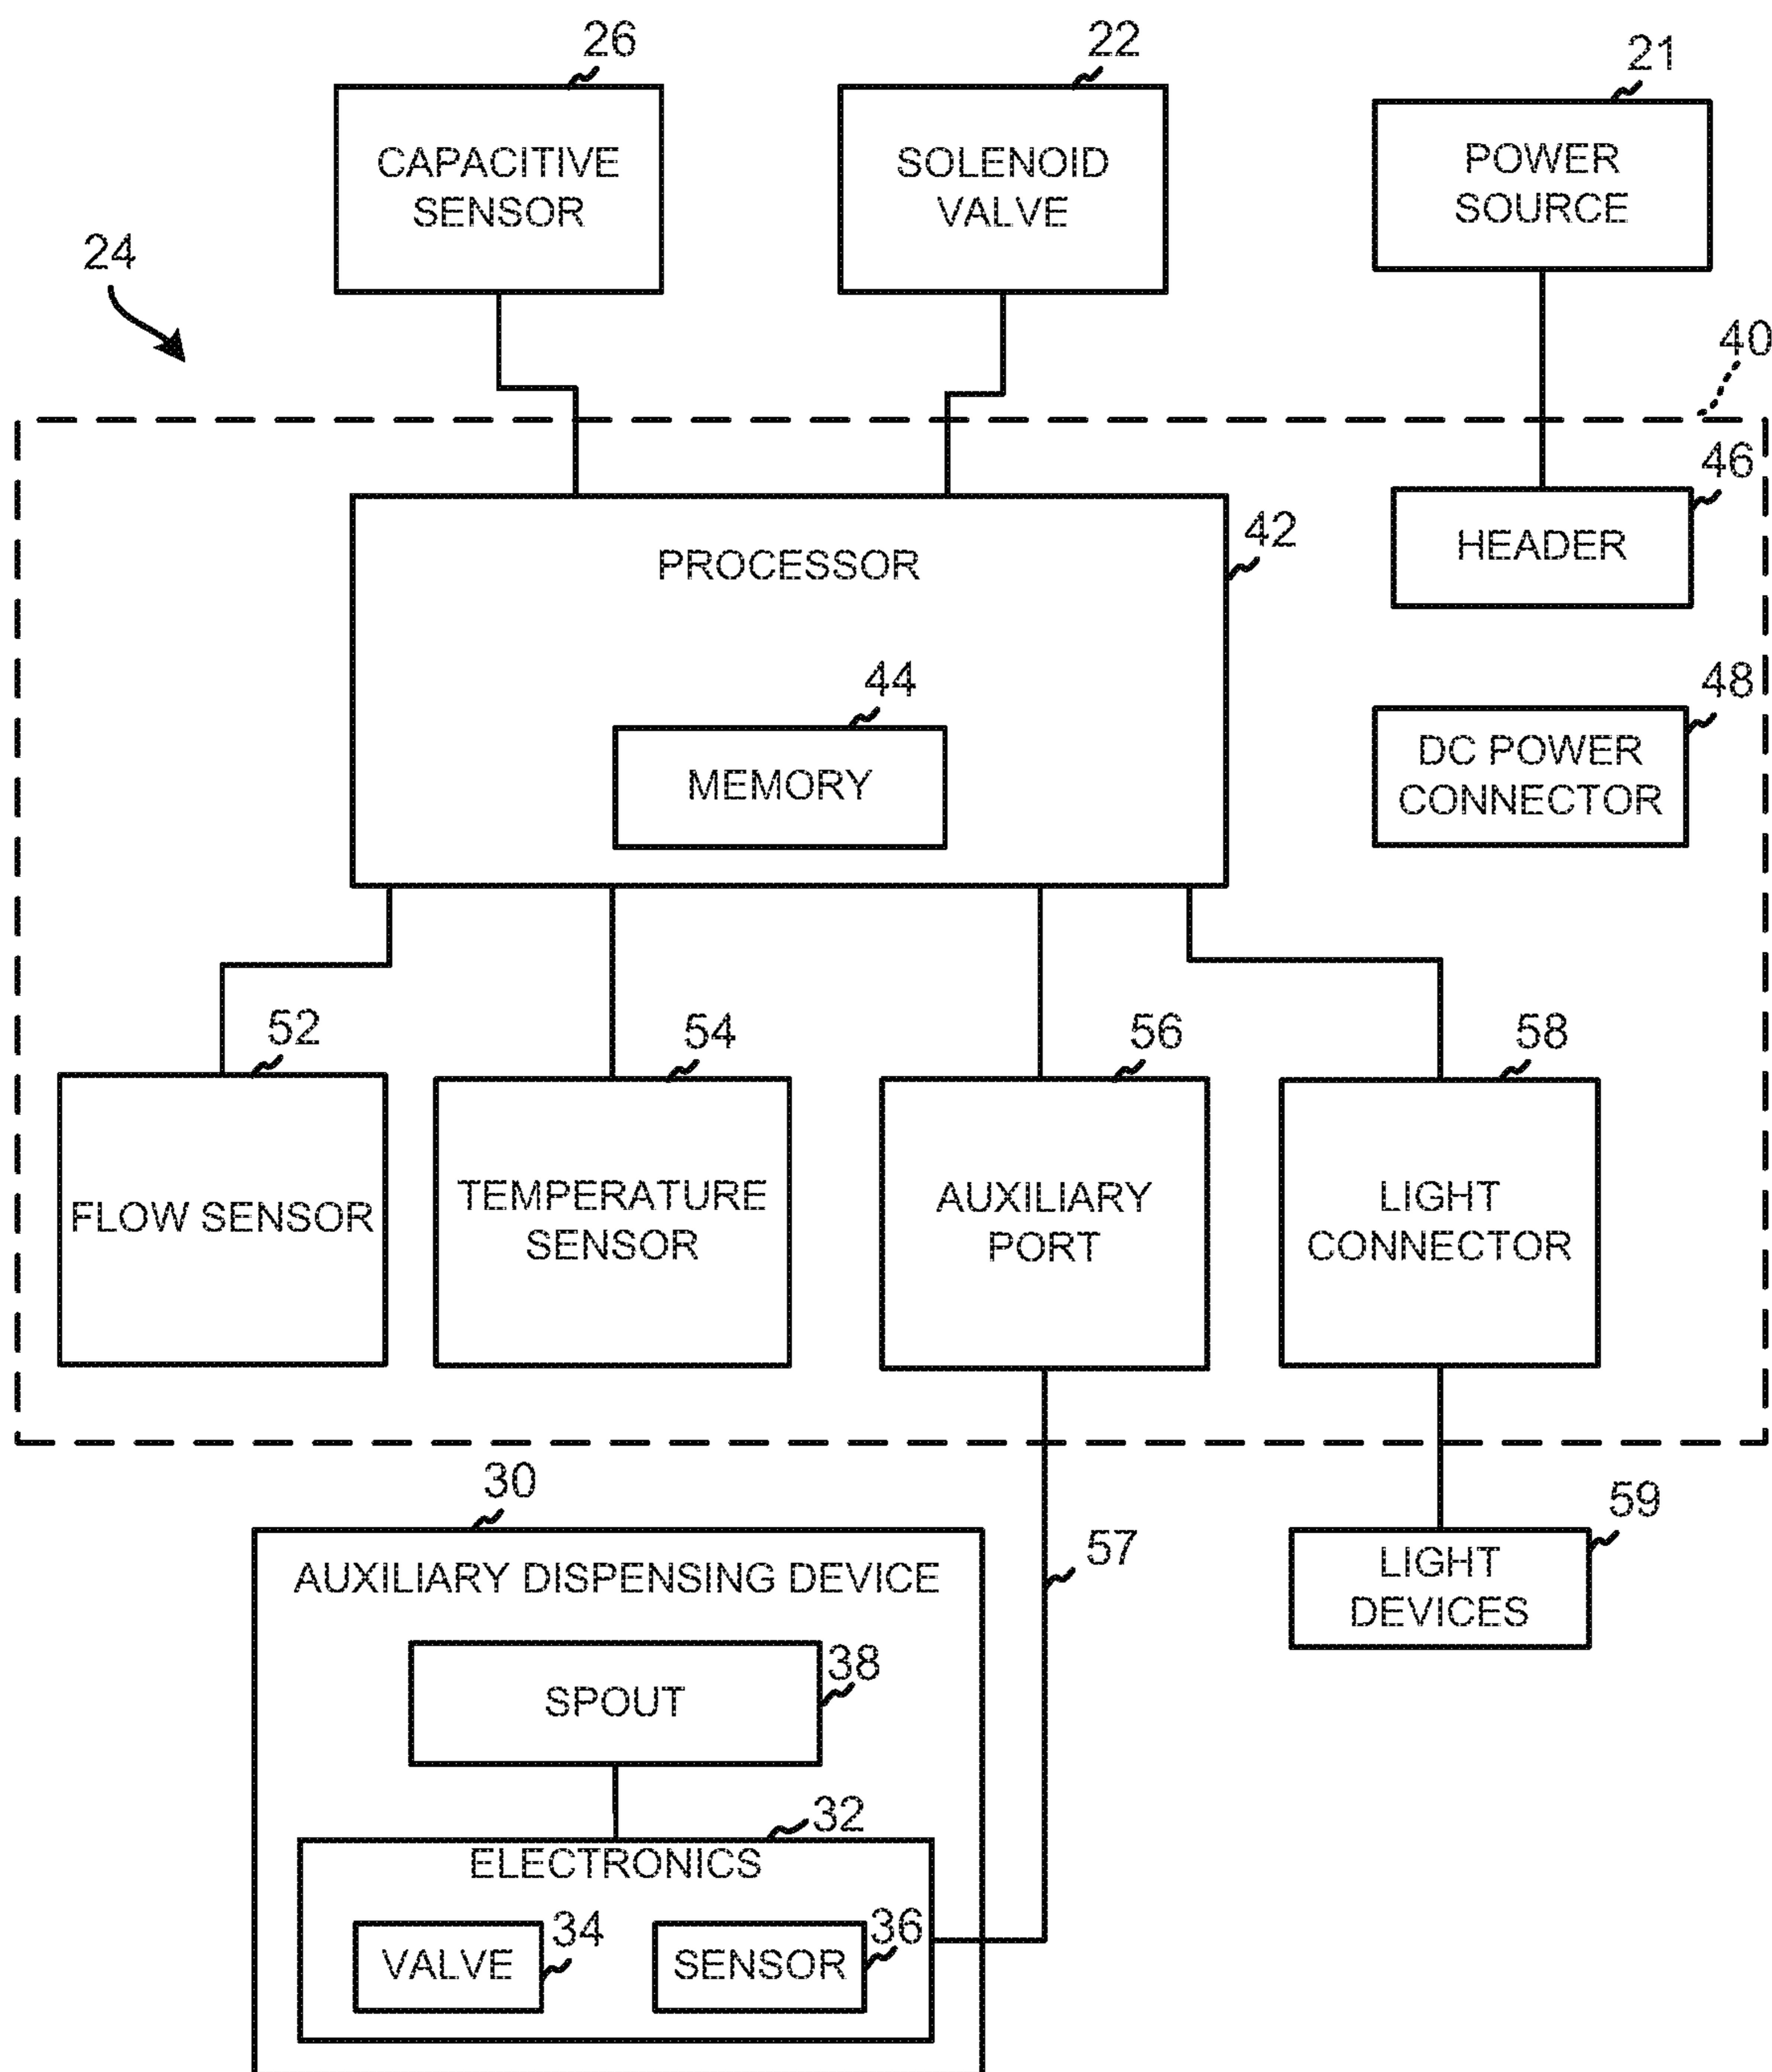 26
22
21
CAPACITIVE
SENSOR
SOLENOID
VALVE
POWER
SOURCE
24
40
46
HEADER
42
PROCESSOR
44
MEMORY
48
DC POWER
CONNECTOR
52
54
56
58
FLOW SENSOR
TEMPERATURE
SENSOR
AUXILIARY
PORT
LIGHT
CONNECTOR
30
57
59
AUXILIARY DISPENSING DEVICE
LIGHT
DEVICES
38
SPOUT
32
ELECTRONICS
34
VALVE
36
SENSOR